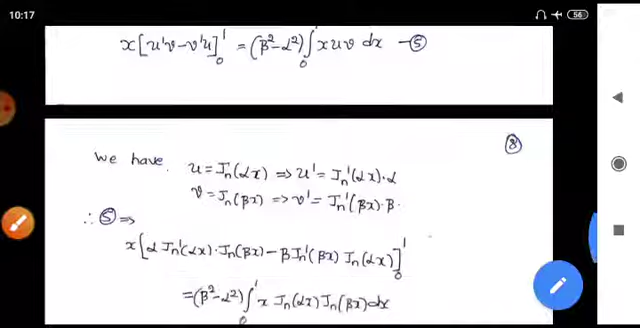 10:17
56
x[u'v-v'u]₀¹ = (β²-α²)∫₀¹ x u v dx -⑤
⑧
We have u = Jₙ(αx) ⇒ u' = Jₙ'(αx)·α
v = Jₙ(βx) ⇒ v' = Jₙ'(βx)·β·
∴ ⑤ ⇒
x[α Jₙ'(αx)·Jₙ(βx) - β Jₙ'(βx) Jₙ(αx)]₀¹
= (β²-α²)∫₀¹ x Jₙ(αx) Jₙ(βx) dx